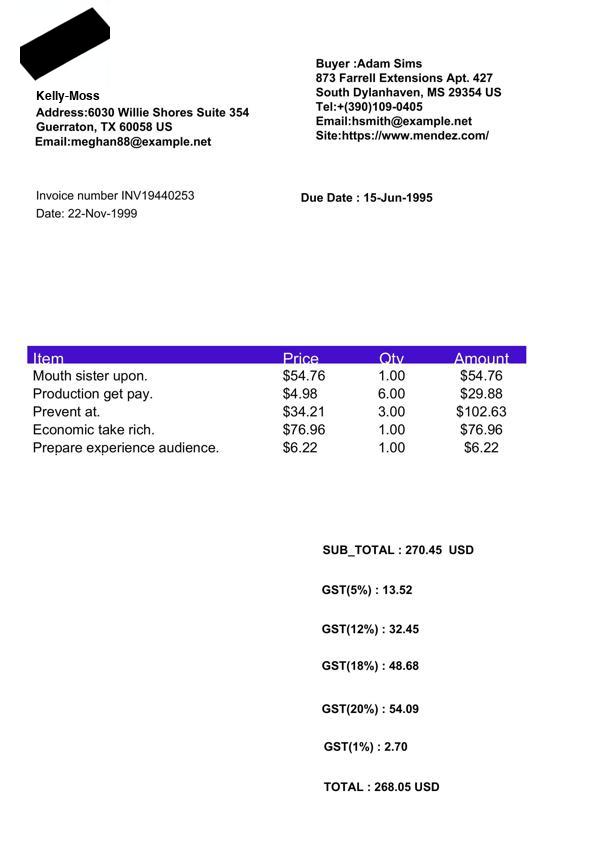 Kelly-Moss
Address:6030 Willie Shores Suite 354
Guerraton, TX 60058 US
Email:meghan88@example.net
Buyer :Adam Sims
873 Farrell Extensions Apt. 427
South Dylanhaven, MS 29354 US
Tel:+(390)109-0405
Email:hsmith@example.net
Site:https://www.mendez.com/
Invoice number INV19440253
Date: 22-Nov-1999
Due Date : 15-Jun-1995
Item Price Qty Amount
Mouth sister upon. $54.76 1.00 $54.76
Production get pay. $4.98 6.00 $29.88
Prevent at. $34.21 3.00 $102.63
Economic take rich. $76.96 1.00 $76.96
Prepare experience audience. $6.22 1.00 $6.22
SUB_TOTAL : 270.45 USD
GST(5%) : 13.52
GST(12%) : 32.45
GST(18%) : 48.68
GST(20%) : 54.09
GST(1%) : 2.70
TOTAL : 268.05 USD